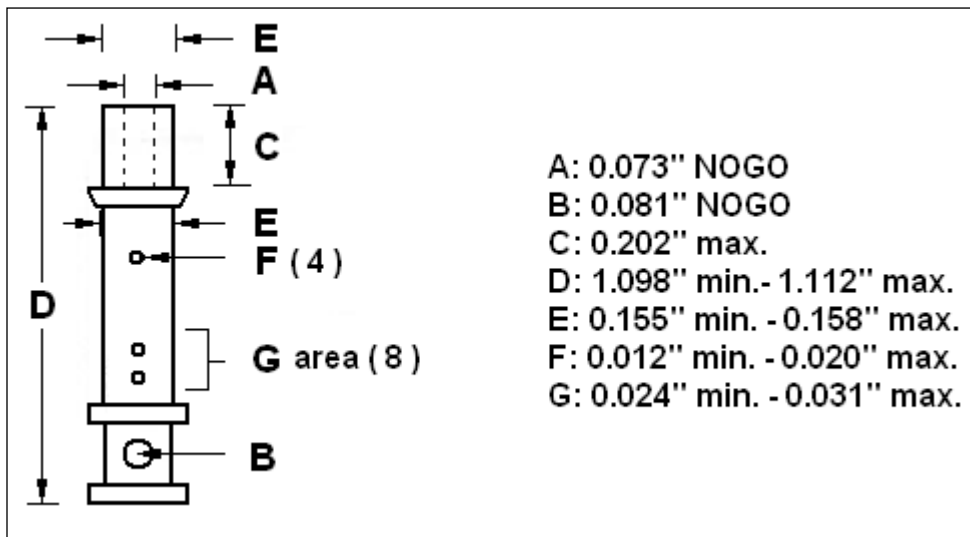 E
A
C
E
F ( 4 )
D
G area ( 8 )
B
A: 0.073" NOGO
B: 0.081" NOGO
C: 0.202" max.
D: 1.098" min.- 1.112" max.
E: 0.155" min. - 0.158" max.
F: 0.012" min. - 0.020" max.
G: 0.024" min. - 0.031" max.